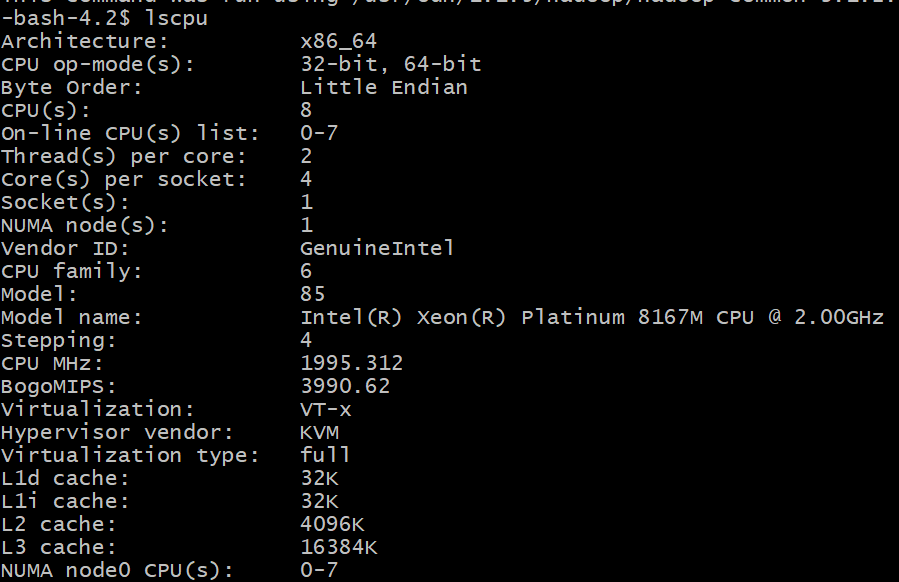 -bash-4.2$ lscpu
Architecture: x86_64
CPU op-mode(s): 32-bit, 64-bit
Byte Order: Little Endian
CPU(s): 8
On-line CPU(s) list: 0-7
Thread(s) per core: 2
Core(s) per socket: 4
Socket(s): 1
NUMA node(s): 1
Vendor ID: GenuineIntel
CPU family: 6
Model: 85
Model name: Intel(R) Xeon(R) Platinum 8167M CPU @ 2.00GHz
Stepping: 4
CPU MHz: 1995.312
BogoMIPS: 3990.62
Virtualization: VT-x
Hypervisor vendor: KVM
Virtualization type: full
L1d cache: 32K
L1i cache: 32K
L2 cache: 4096K
L3 cache: 16384K
NUMA node0 CPU(s): 0-7